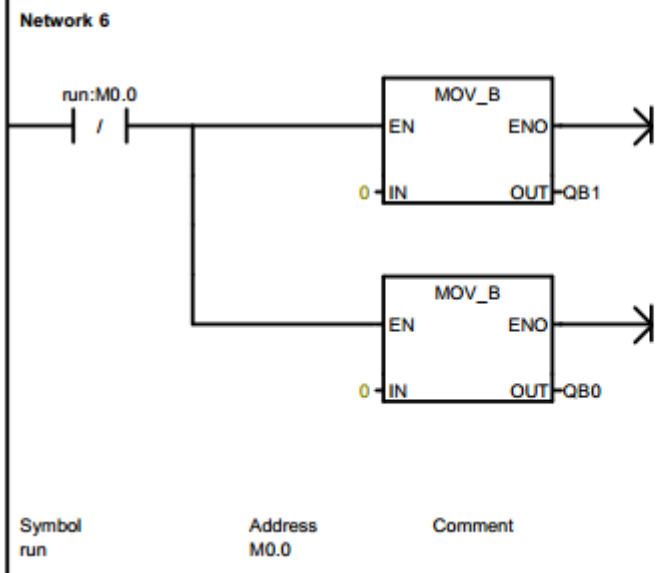 Network 6
run:M0.0
/
MOV_B
EN ENO
0 IN OUT QB1
MOV_B
EN ENO
0 IN OUT QB0
Symbol Address Comment
run M0.0